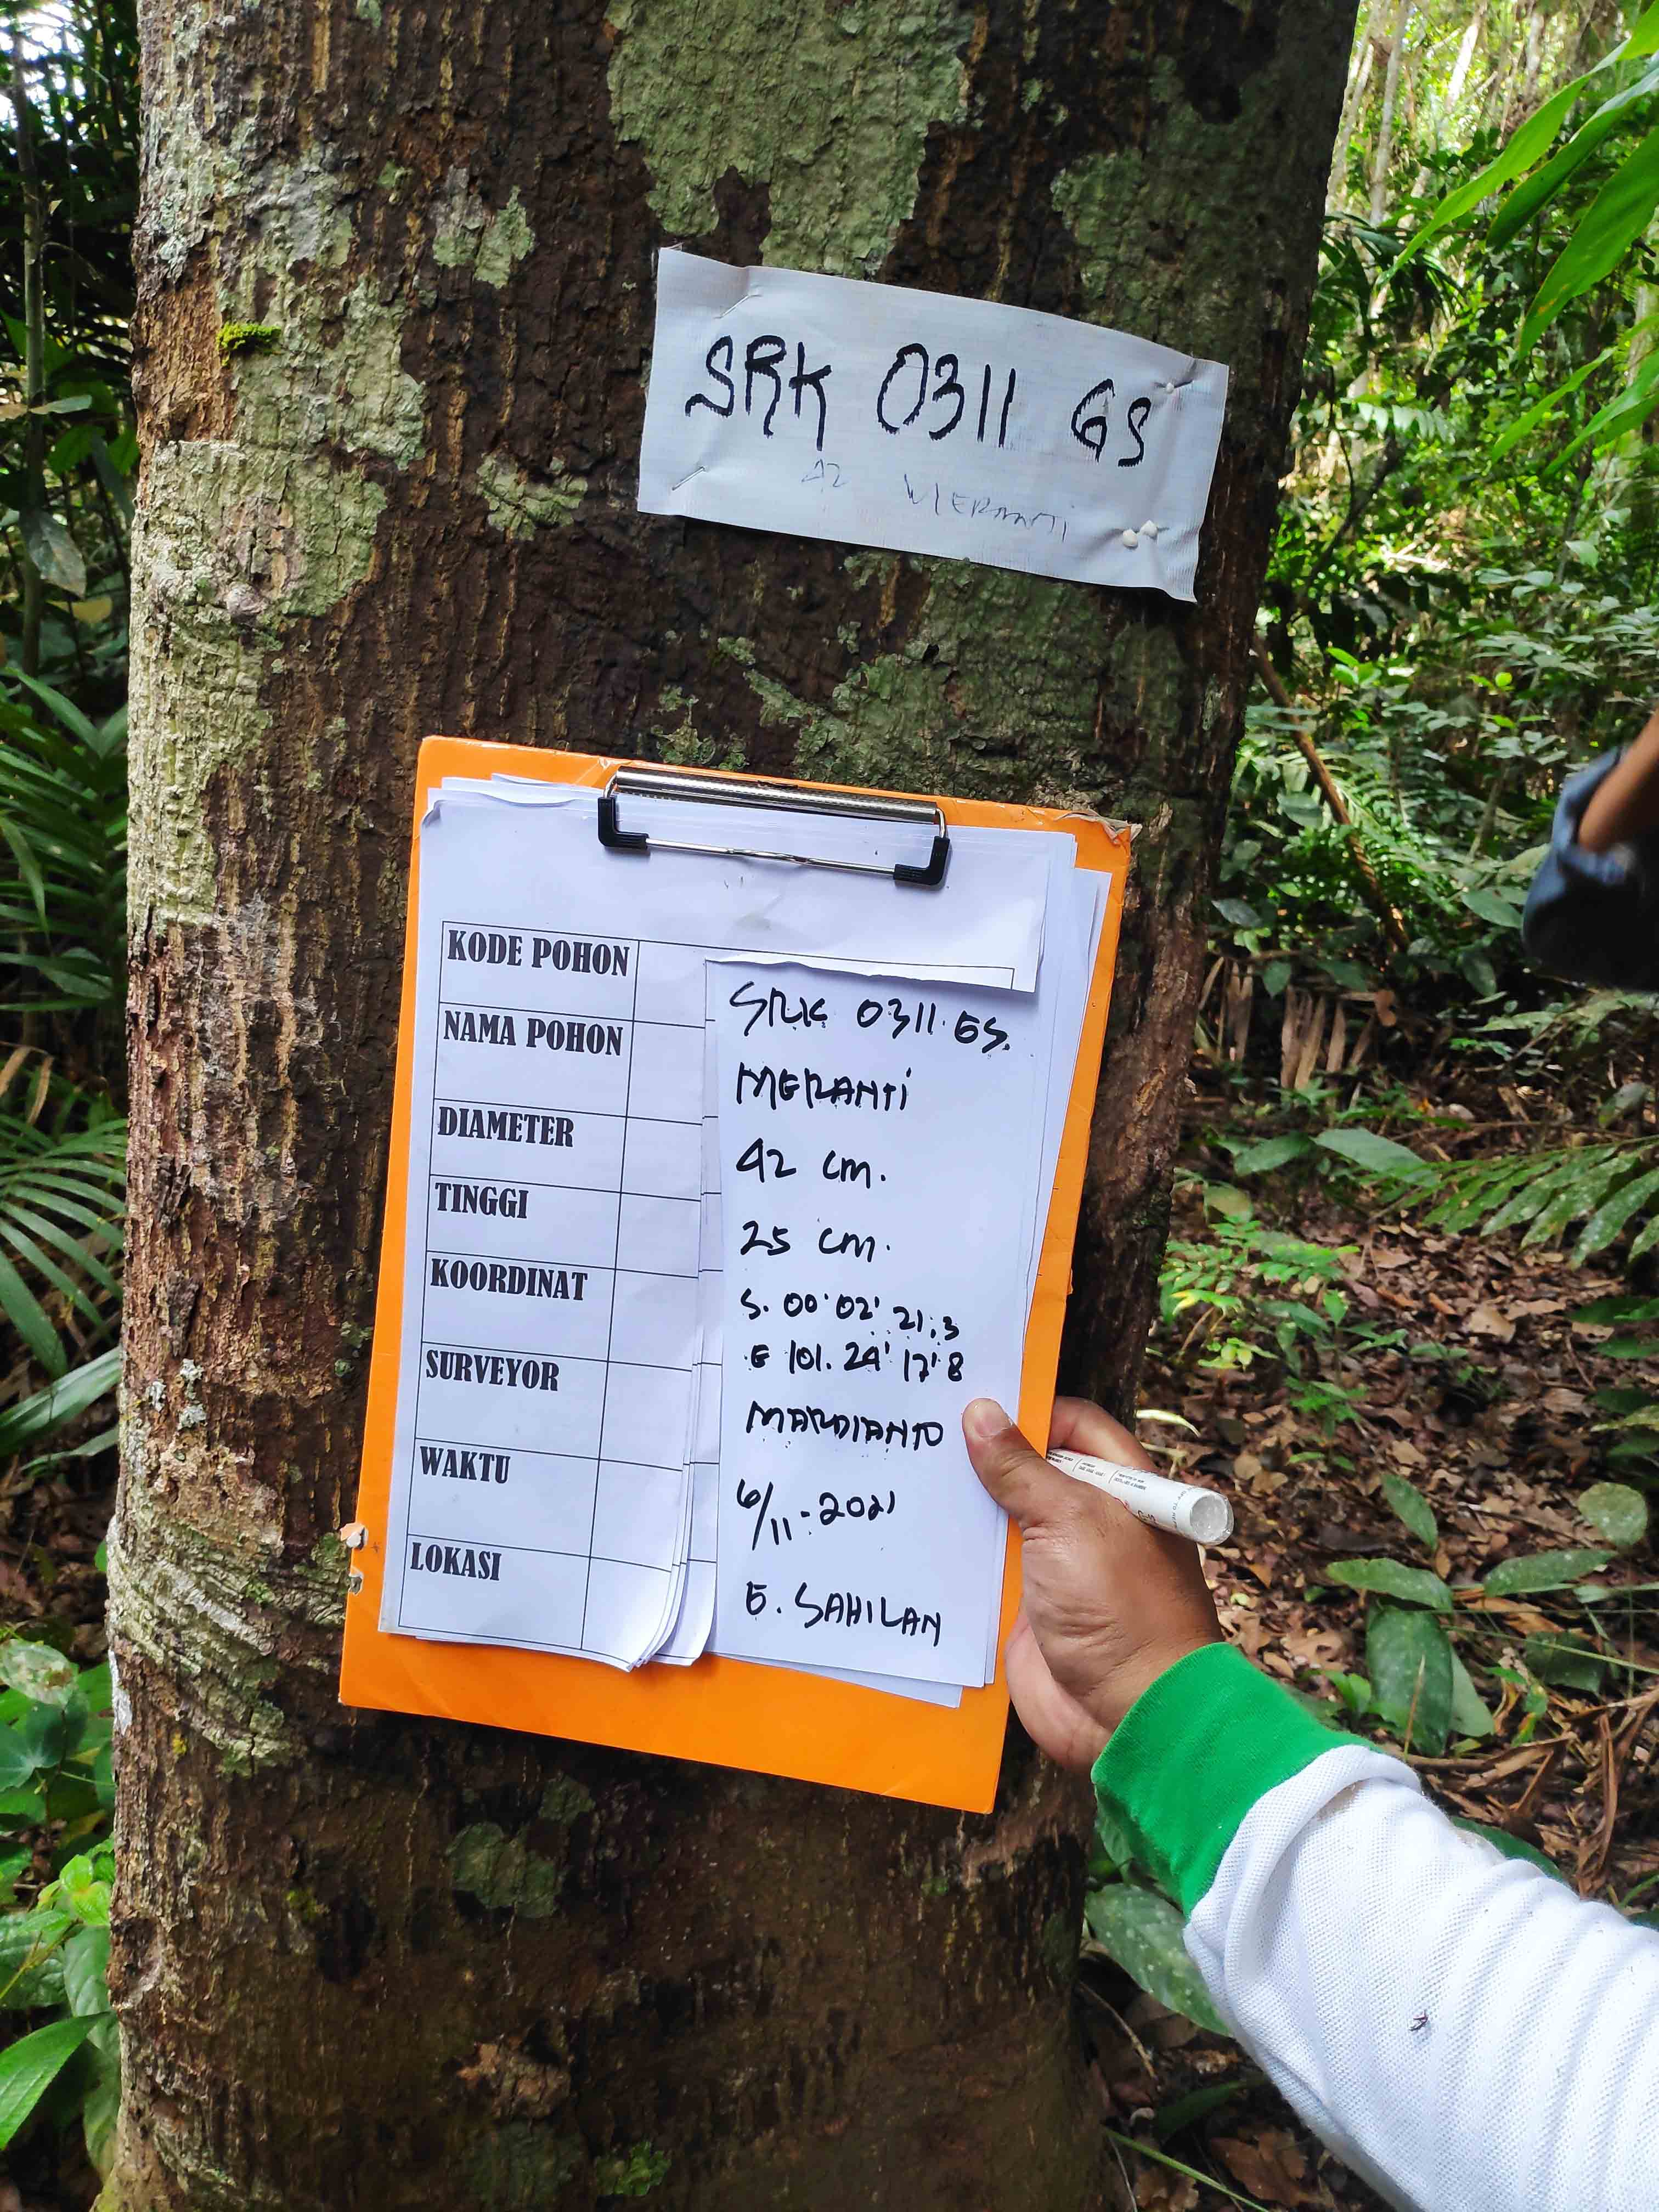 SRK 0311 GS
42 MERANTI
KODE POHON SRK 0311 GS.
NAMA POHON MERANTI
DIAMETER 42 cm.
TINGGI 25 cm.
KOORDINAT S. 00° 02' 21.3
E 101. 24' 17' 8
SURVEYOR MARDIANTO
WAKTU 6/11-2021
LOKASI G. SAHILAN